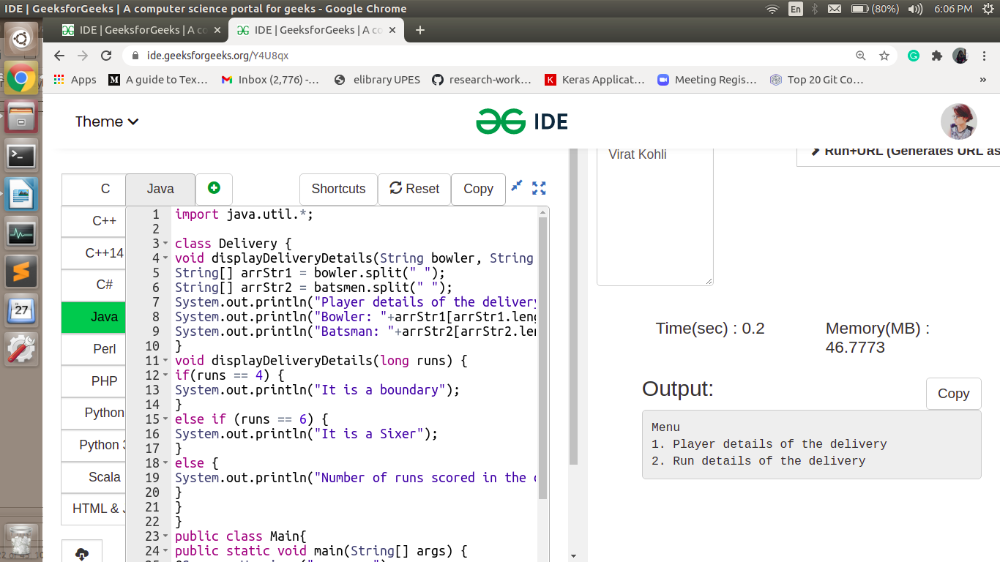 IDE | GeeksforGeeks | A computer science portal for geeks - Google Chrome
En
(80%)
6:06 PM
IDE | GeeksforGeeks | A co
IDE | GeeksforGeeks | A co
ide.geeksforgeeks.org/Y4U8qx
Apps
M A guide to Tex...
Inbox (2,776) -...
elibrary UPES
research-work...
K Keras Applicat...
Meeting Regis...
Top 20 Git Co...
»
Theme
IDE
Virat Kohli
Run+URL (Generates URL as
C
Java
Shortcuts
Reset
Copy
C++
C++14
C#
Java
Perl
PHP
Python
Python 3
Scala
HTML & J
27
1 import java.util.*;
2
3 class Delivery {
4 void displayDeliveryDetails(String bowler, String
5 String[] arrStr1 = bowler.split(" ");
6 String[] arrStr2 = batsmen.split(" ");
7 System.out.println("Player details of the delivery
8 System.out.println("Bowler: "+arrStr1[arrStr1.leng
9 System.out.println("Batsman: "+arrStr2[arrStr2.len
10 }
11 void displayDeliveryDetails(long runs) {
12 if(runs == 4) {
13 System.out.println("It is a boundary");
14 }
15 else if (runs == 6) {
16 System.out.println("It is a Sixer");
17 }
18 else {
19 System.out.println("Number of runs scored in the d
20 }
21 }
22 }
23 public class Main{
24 public static void main(String[] args) {
Time(sec) : 0.2
Memory(MB) :
46.7773
Output:
Copy
Menu
1. Player details of the delivery
2. Run details of the delivery